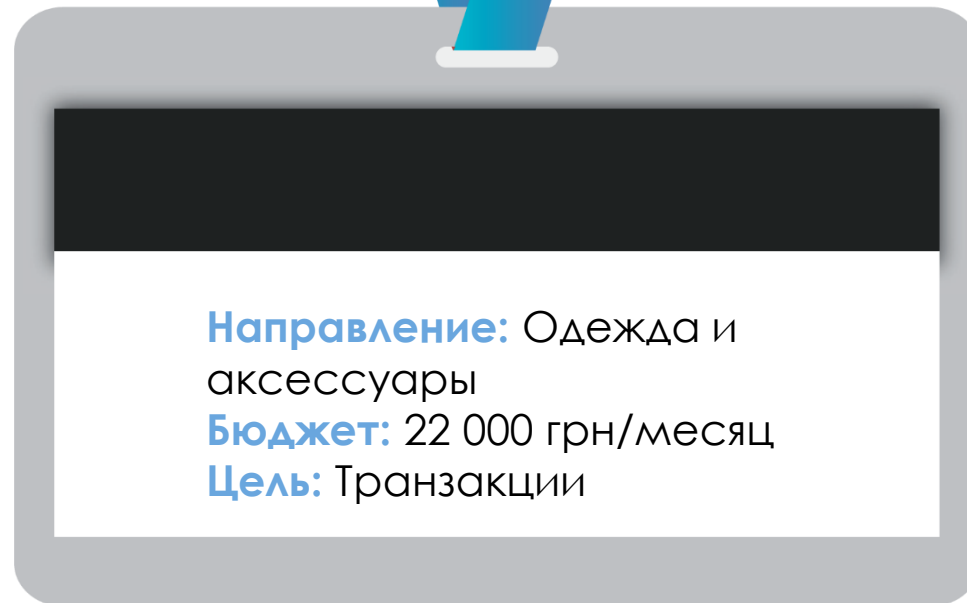 Направление: Одежда и
аксессуары
Бюджет: 22 000 грн/месяц
Цель: Транзакции